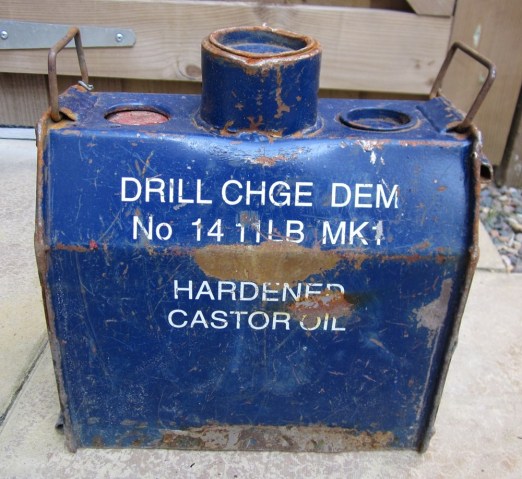 DRILL CHGE DEM
No 14 11LB MK1
HARDENED
CASTOR OIL